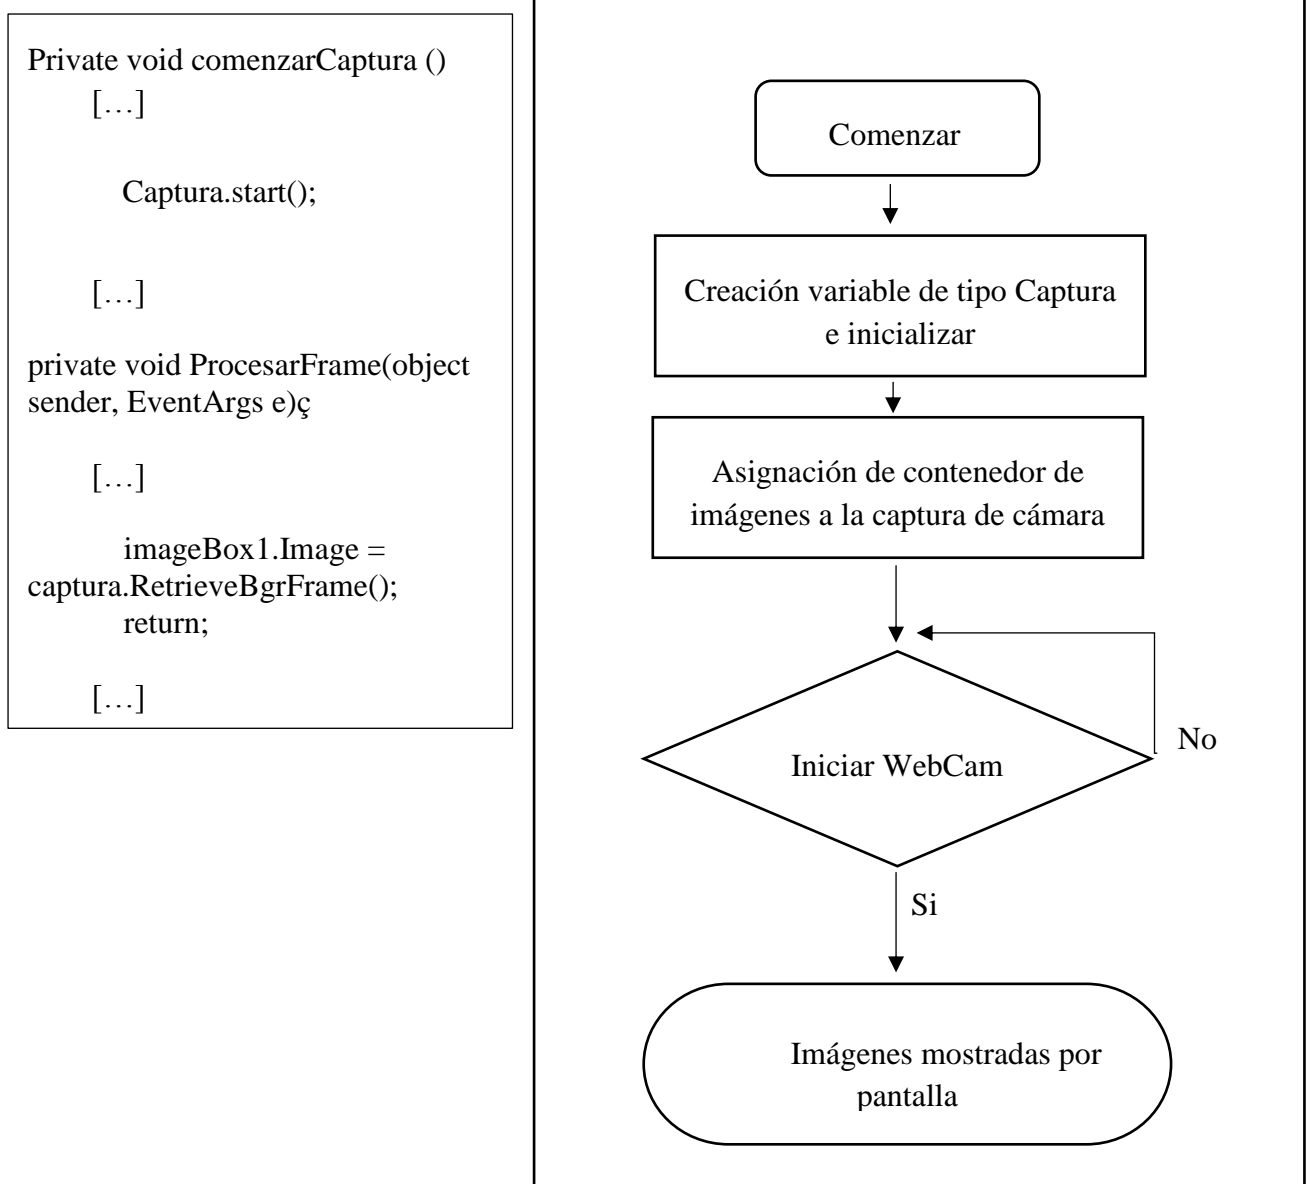 Private void comenzarCaptura ()
[…]
Captura.start();
[…]
private void ProcesarFrame(object
sender, EventArgs e)ç
[…]
imageBox1.Image =
captura.RetrieveBgrFrame();
return;
[…]
Comenzar
Creación variable de tipo Captura
e inicializar
Asignación de contenedor de
imágenes a la captura de cámara
Iniciar WebCam
No
Si
Imágenes mostradas por
pantalla